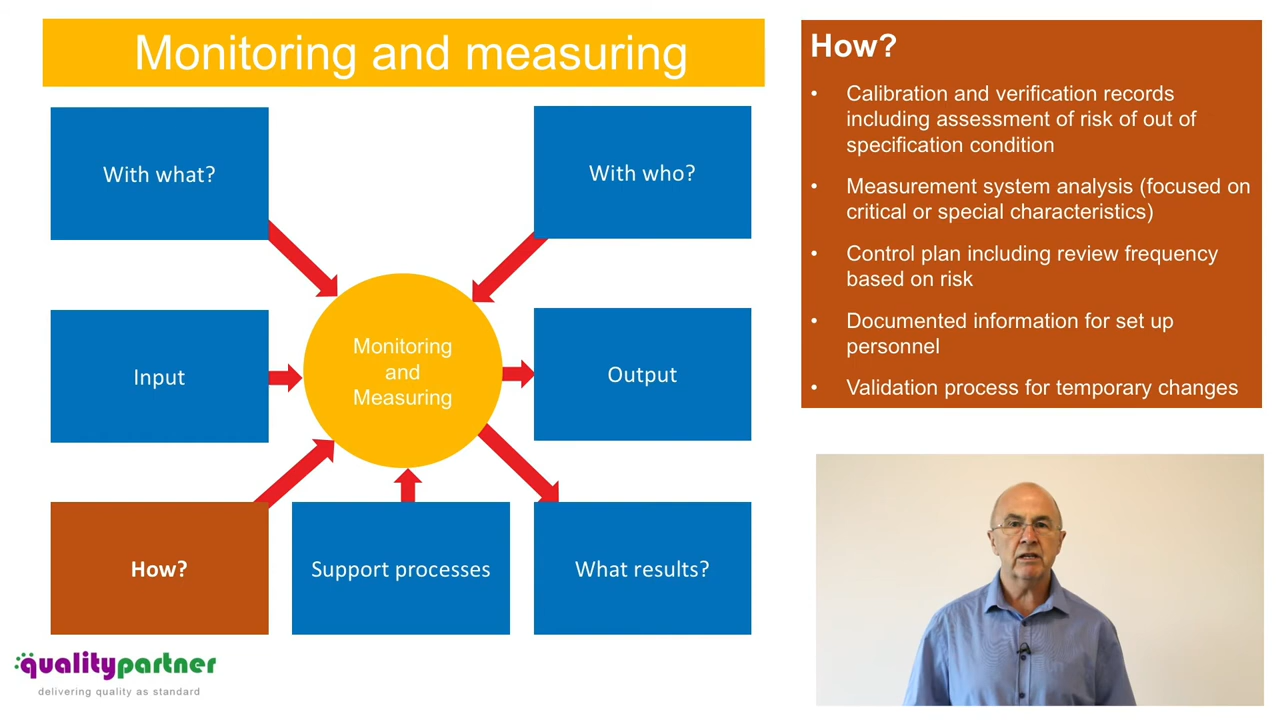 Monitoring and measuring
With what?
With who?
Input
Monitoring
and
Measuring
Output
How?
Support processes
What results?
qualitypartner
delivering quality as standard
How?
• Calibration and verification records
including assessment of risk of out of
specification condition
• Measurement system analysis (focused on
critical or special characteristics)
• Control plan including review frequency
based on risk
• Documented information for set up
personnel
• Validation process for temporary changes